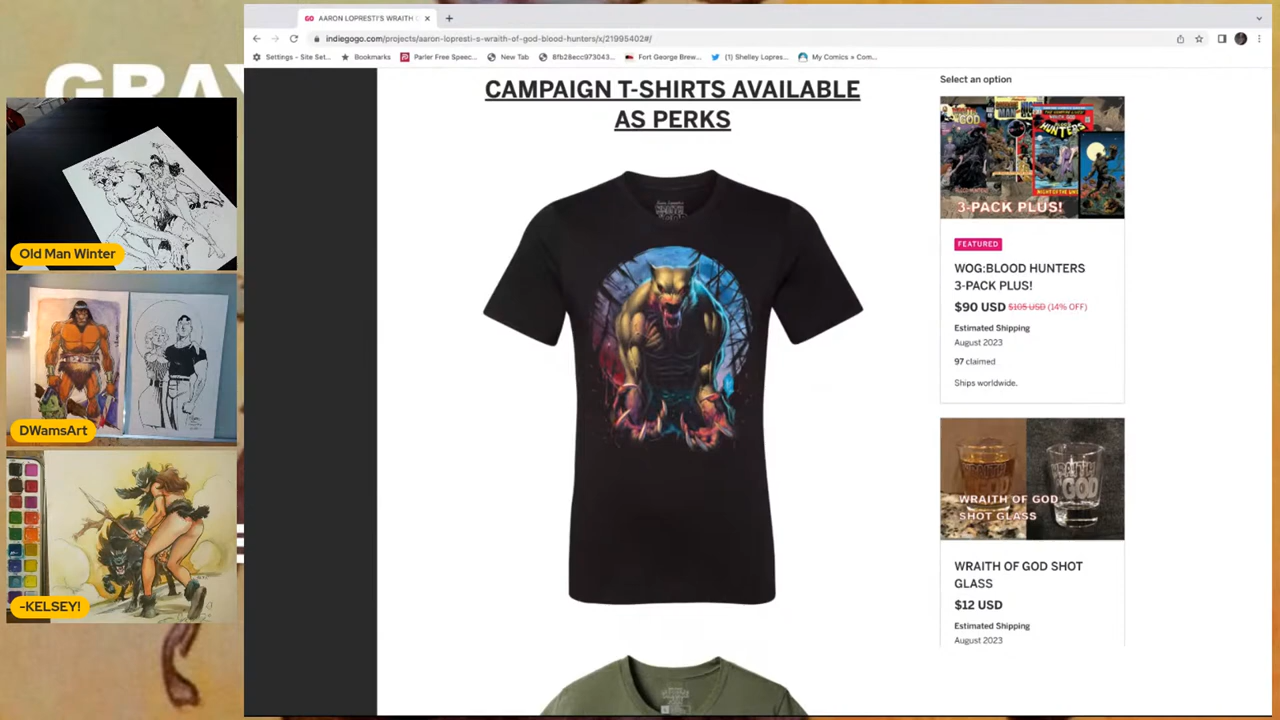 GRAY
Old Man Winter
DWamsArt
-KELSEY!
GO AARON LOPRESTI'S WRAITH
indiegogo.com/projects/aaron-lopresti-s-wraith-of-god-blood-hunters/x/21995402#/
Settings - Site Set... Bookmarks Parler Free Speec... New Tab 8fb28ecc973043... Fort George Brew... (1) Shelley Lopres... My Comics » Com...
CAMPAIGN T-SHIRTS AVAILABLE
AS PERKS
Select an option
HUNTERS
3-PACK PLUS!
FEATURED
WOG:BLOOD HUNTERS
3-PACK PLUS!
$90 USD $105 USD (14% OFF)
Estimated Shipping
August 2023
97 claimed
Ships worldwide.
WRAITH OF GOD
SHOT GLASS
WRAITH OF GOD SHOT
GLASS
$12 USD
Estimated Shipping
August 2023